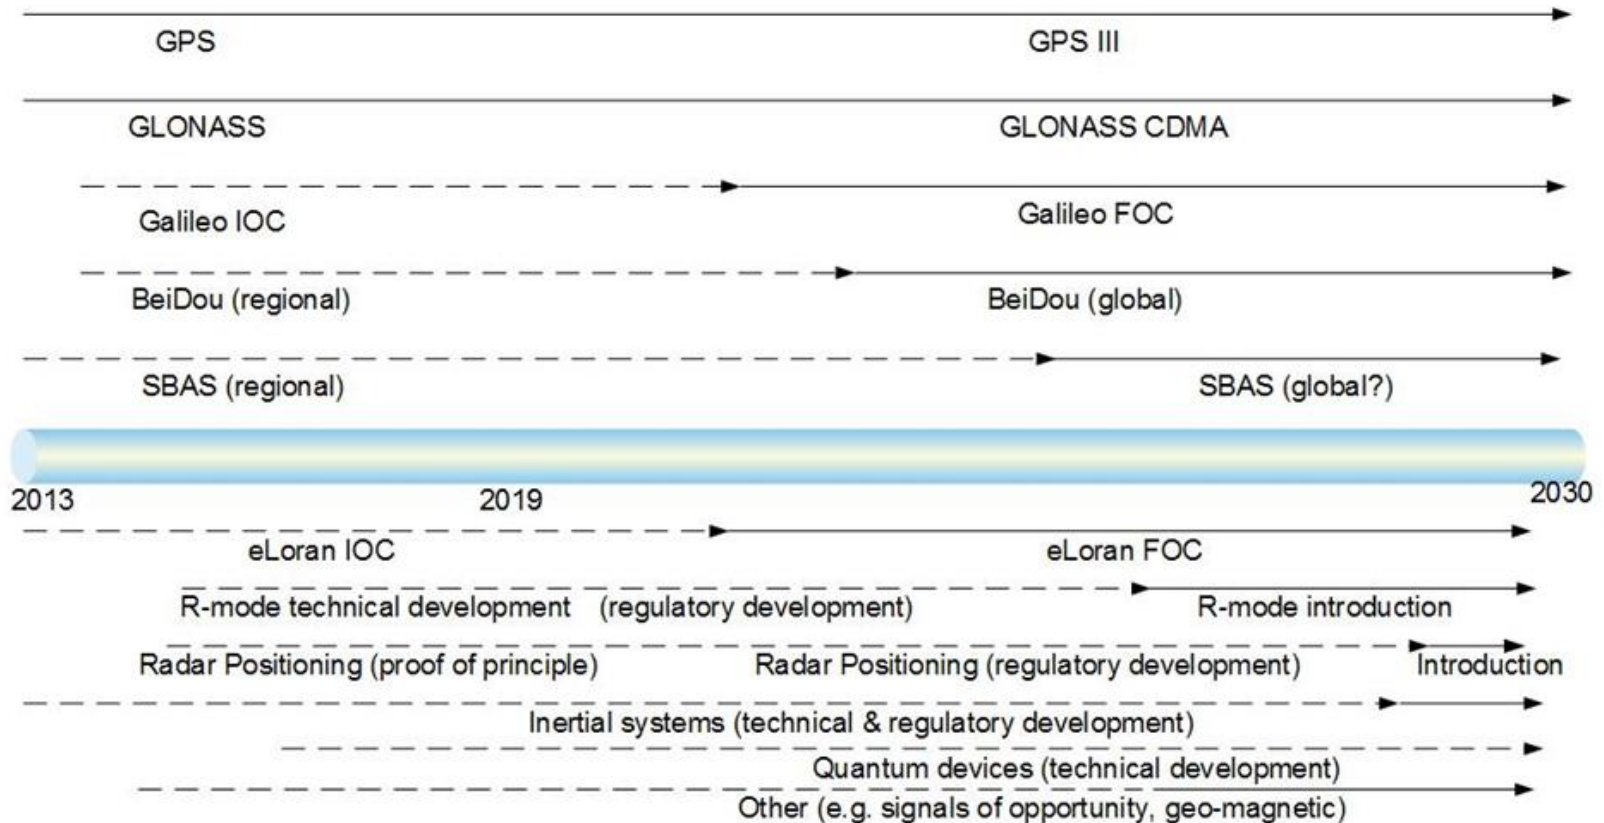 GPS GPS III
GLONASS GLONASS CDMA
Galileo IOC Galileo FOC
BeiDou (regional) BeiDou (global)
SBAS (regional) SBAS (global?)
2013 2019 2030
eLoran IOC eLoran FOC
R-mode technical development (regulatory development) R-mode introduction
Radar Positioning (proof of principle) Radar Positioning (regulatory development) Introduction
Inertial systems (technical & regulatory development)
Quantum devices (technical development)
Other (e.g. signals of opportunity, geo-magnetic)